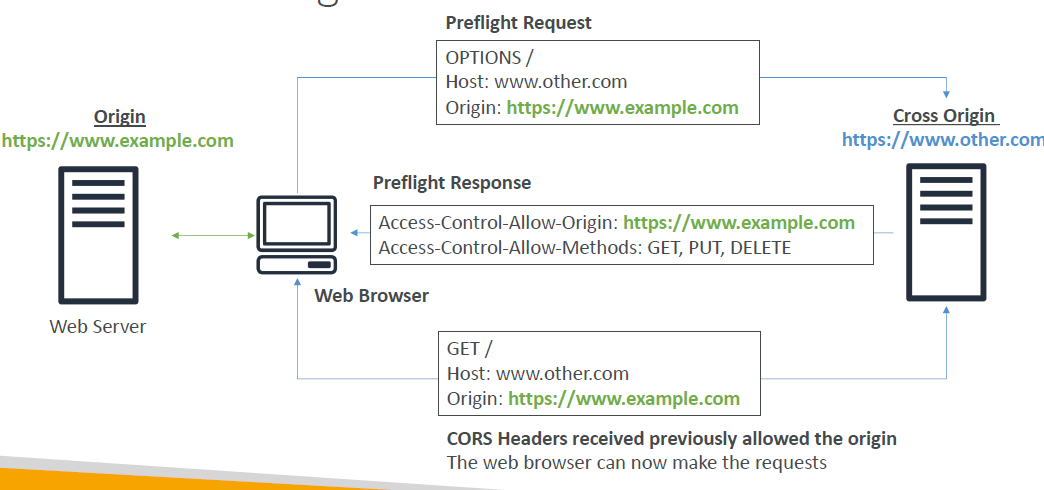 Preflight Request
OPTIONS /
Host: www.other.com
Origin: https://www.example.com
Origin
https://www.example.com
Cross Origin
https://www.other.com
Preflight Response
Access-Control-Allow-Origin: https://www.example.com
Access-Control-Allow-Methods: GET, PUT, DELETE
Web Browser
Web Server
GET /
Host: www.other.com
Origin: https://www.example.com
CORS Headers received previously allowed the origin
The web browser can now make the requests